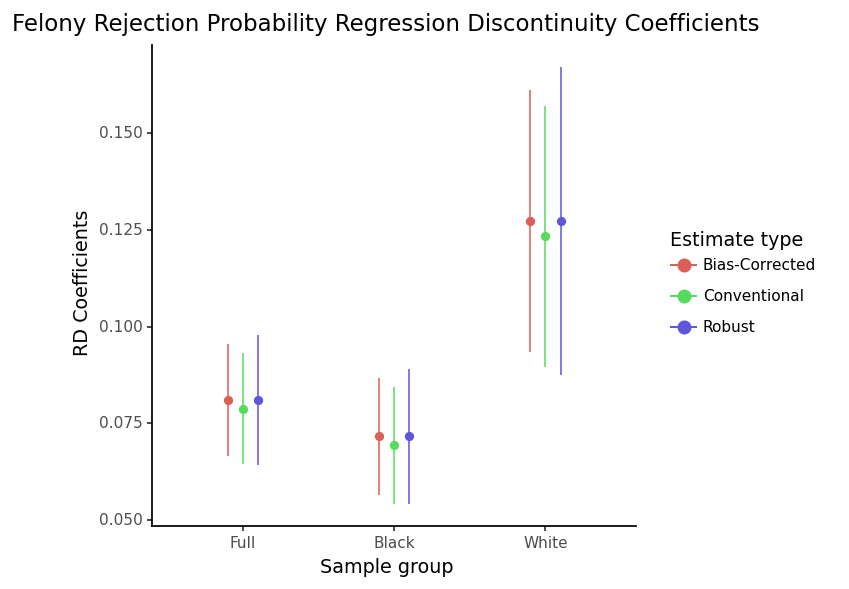 Felony Rejection Probability Regression Discontinuity Coefficients
RD Coefficients
0.150
0.125
0.100
0.075
0.050
Full
Black
White
Sample group
Estimate type
Bias-Corrected
Conventional
Robust